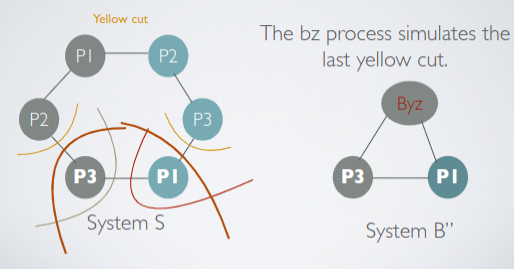 Yellow cut
The bz process simulates the
last yellow cut.
P1
P2
P2
P3
P3
P1
System S
Byz
P3
P1
System B”